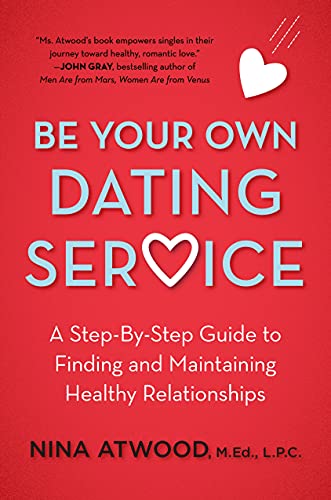 "Ms. Atwood's book empowers singles in their
journey toward healthy, romantic love."
—JOHN GRAY, bestselling author of
Men Are from Mars, Women Are from Venus
BE YOUR OWN
DATING
SERVICE
A Step-By-Step Guide to
Finding and Maintaining
Healthy Relationships
NINA ATWOOD, M.Ed., L.P.C.